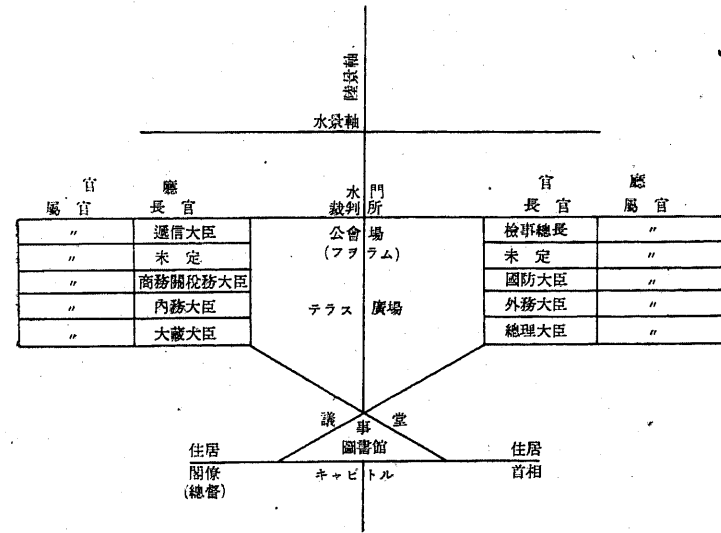 陸景軸
水景軸
官 廳
屬 官 長 官
水 門
裁判所
官 廳
長 官 屬 官
〃 遞信大臣
〃 未 定
〃 商務關稅務大臣
〃 內務大臣
〃 大藏大臣
公會場
(フヲラム)
テラス 廣場
檢事總長 〃
未 定 〃
國防大臣 〃
外務大臣 〃
總理大臣 〃
議 事 堂
圖書館
住居
閣僚
(總督)
キャピトル
住居
首相